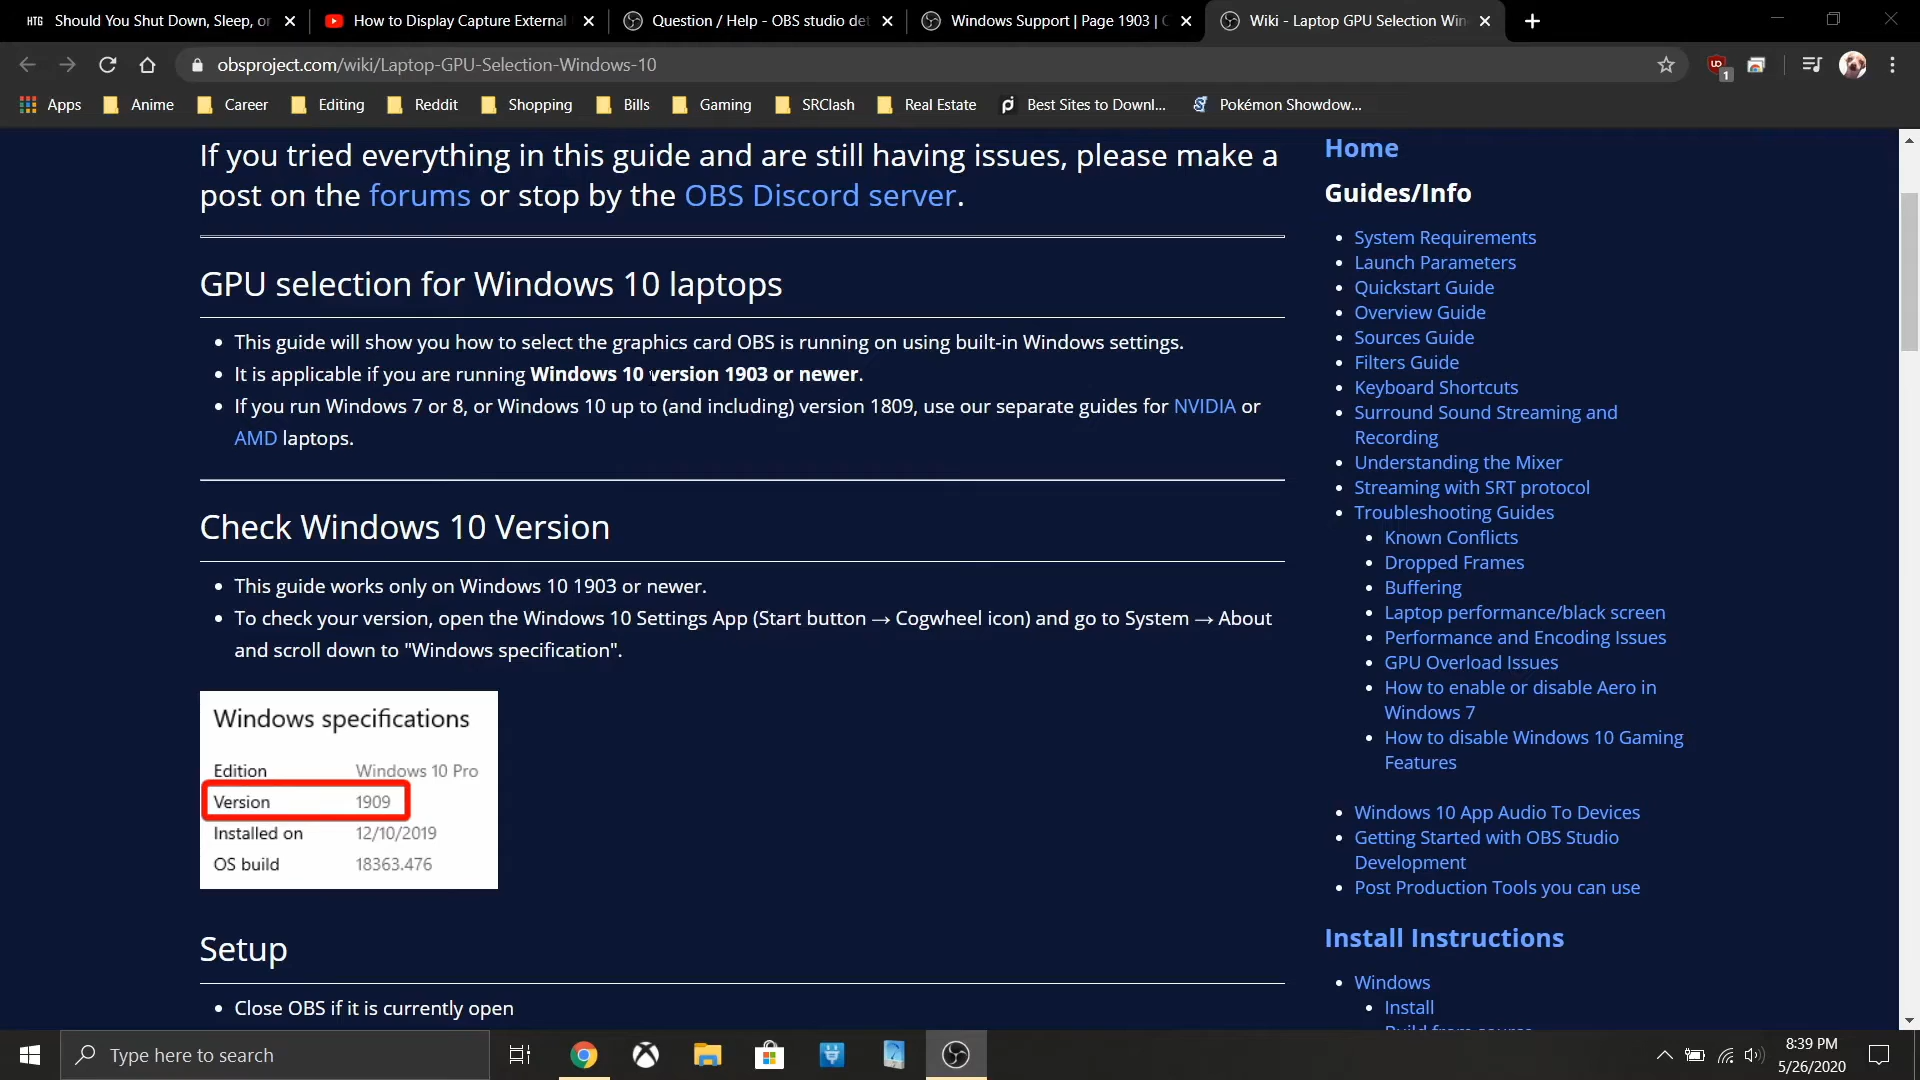 HTG Should You Shut Down, Sleep, or
How to Display Capture External
Question / Help - OBS studio det
Windows Support | Page 1903 |
Wiki - Laptop GPU Selection Win
obsproject.com/wiki/Laptop-GPU-Selection-Windows-10
1
Apps Anime Career Editing Reddit Shopping Bills Gaming SRClash Real Estate Best Sites to Downl... Pokémon Showdow...
If you tried everything in this guide and are still having issues, please make a
post on the forums or stop by the OBS Discord server.
GPU selection for Windows 10 laptops
This guide will show you how to select the graphics card OBS is running on using built-in Windows settings.
It is applicable if you are running Windows 10 version 1903 or newer.
If you run Windows 7 or 8, or Windows 10 up to (and including) version 1809, use our separate guides for NVIDIA or
AMD laptops.
Check Windows 10 Version
This guide works only on Windows 10 1903 or newer.
To check your version, open the Windows 10 Settings App (Start button → Cogwheel icon) and go to System → About
and scroll down to "Windows specification".
Windows specifications
Edition Windows 10 Pro
Version 1909
Installed on 12/10/2019
OS build 18363.476
Setup
Close OBS if it is currently open
Home
Guides/Info
System Requirements
Launch Parameters
Quickstart Guide
Overview Guide
Sources Guide
Filters Guide
Keyboard Shortcuts
Surround Sound Streaming and
Recording
Understanding the Mixer
Streaming with SRT protocol
Troubleshooting Guides
Known Conflicts
Dropped Frames
Buffering
Laptop performance/black screen
Performance and Encoding Issues
GPU Overload Issues
How to enable or disable Aero in
Windows 7
How to disable Windows 10 Gaming
Features
Windows 10 App Audio To Devices
Getting Started with OBS Studio
Development
Post Production Tools you can use
Install Instructions
Windows
Install
Build from source
Type here to search
8:39 PM
5/26/2020